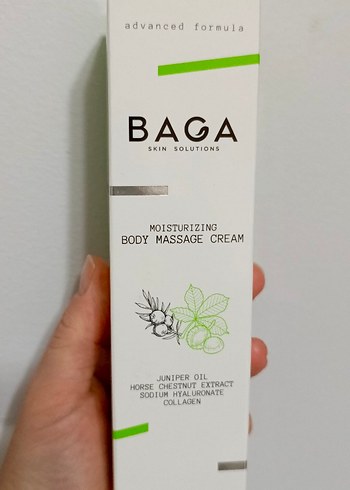 advanced formula
BAGA
SKIN SOLUTIONS
MOISTURIZING
BODY MASSAGE CREAM
JUNIPER OIL
HORSE CHESTNUT EXTRACT
SODIUM HYALURONATE
COLLAGEN